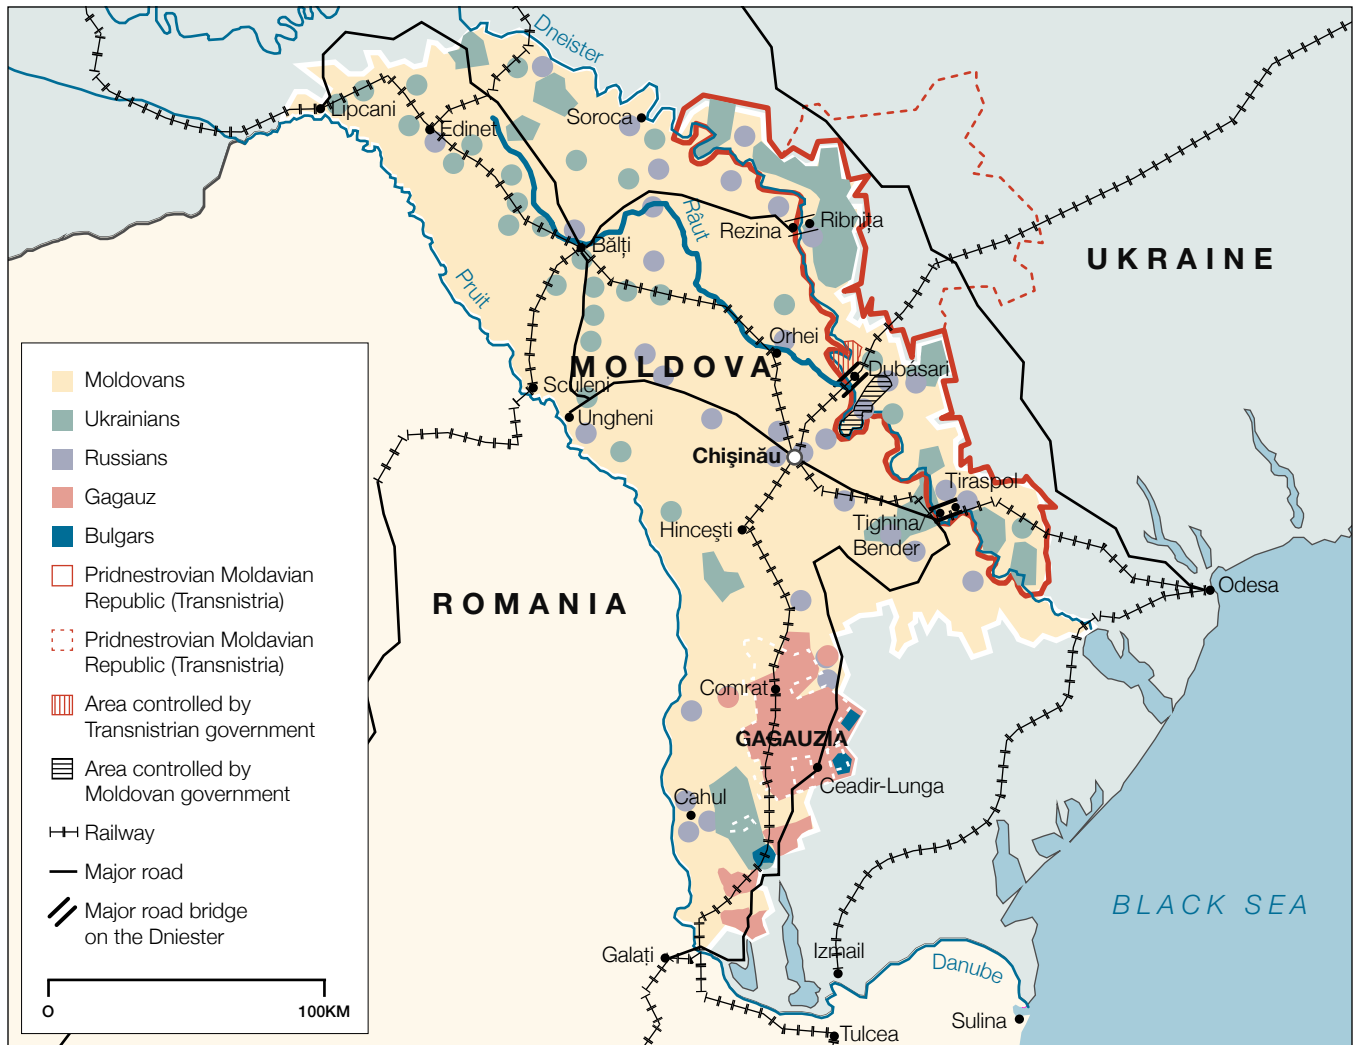 Dneister
Lipcani
Edinet
Soroca
Râut
Rezina
Ribnița
Bălți
UKRAINE
Pruit
Orhei
MOLDOVA
Dubásari
Sculeni
Ungheni
Chişinău
Tiraspol
Hinceşti
Tighina/
Bender
Odesa
ROMANIA
Comrat
GAGAUZIA
Ceadir-Lunga
Cahul
BLACK SEA
Galați
Izmail
Danube
Sulina
Tulcea
Moldovans
Ukrainians
Russians
Gagauz
Bulgars
Pridnestrovian Moldavian
Republic (Transnistria)
Pridnestrovian Moldavian
Republic (Transnistria)
Area controlled by
Transnistrian government
Area controlled by
Moldovan government
Railway
Major road
Major road bridge
on the Dniester
O 100KM